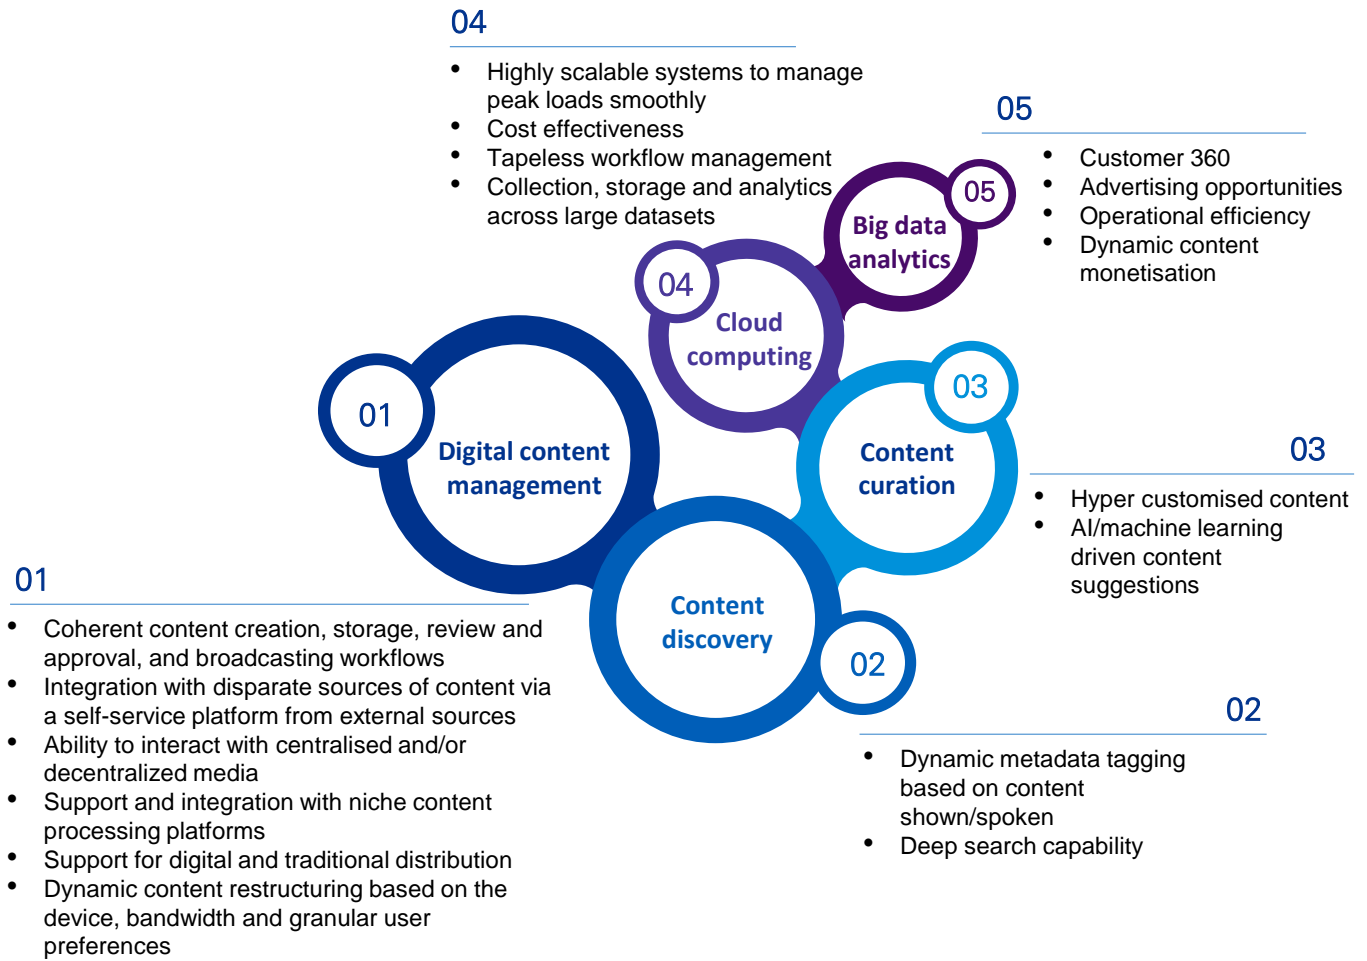 04
• Highly scalable systems to manage
peak loads smoothly
• Cost effectiveness
• Tapeless workflow management
• Collection, storage and analytics
across large datasets
05
• Customer 360
• Advertising opportunities
• Operational efficiency
• Dynamic content
monetisation
05
Big data
analytics
04
Cloud
computing
03
Content
curation
01
Digital content
management
Content
discovery
02
03
• Hyper customised content
• AI/machine learning
driven content
suggestions
01
• Coherent content creation, storage, review and
approval, and broadcasting workflows
• Integration with disparate sources of content via
a self-service platform from external sources
• Ability to interact with centralised and/or
decentralized media
• Support and integration with niche content
processing platforms
• Support for digital and traditional distribution
• Dynamic content restructuring based on the
device, bandwidth and granular user
preferences
02
• Dynamic metadata tagging
based on content
shown/spoken
• Deep search capability